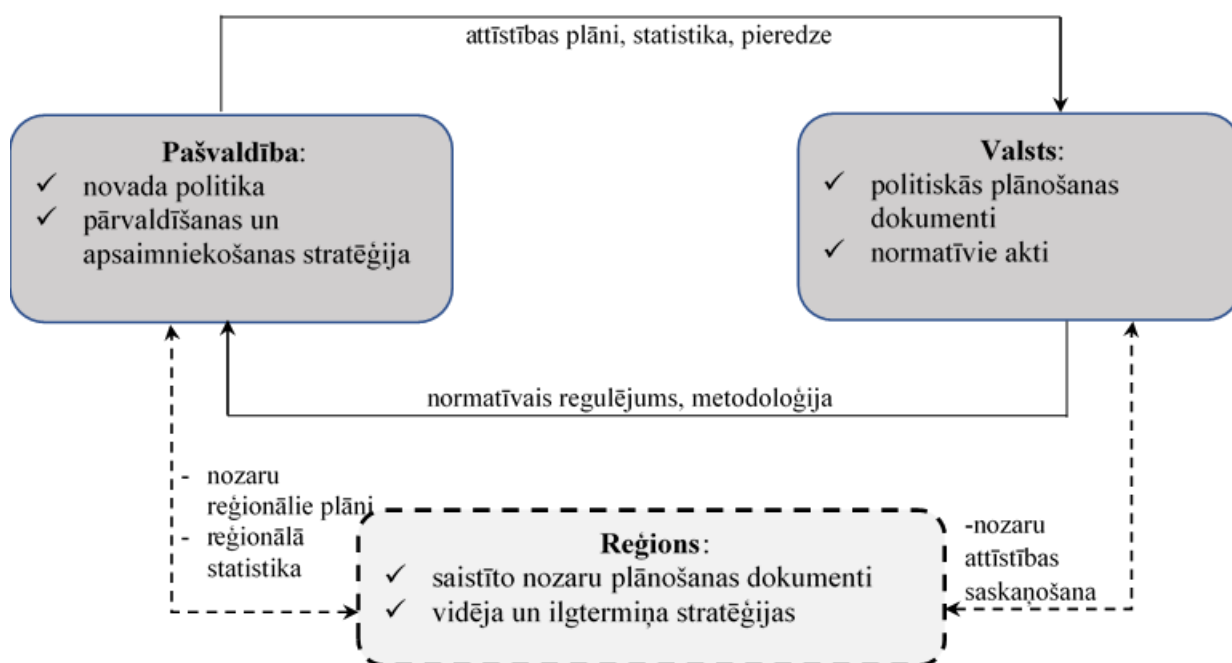 attīstības plāni, statistika, pieredze
Pašvaldība:
✓ novada politika
✓ pārvaldīšanas un
apsaimniekošanas stratēģija
Valsts:
✓ politiskās plānošanas
dokumenti
✓ normatīvie akti
normatīvais regulējums, metodoloģija
- nozaru
reģionālie plāni
- reģionālā
statistika
Reģions:
✓ saistīto nozaru plānošanas dokumenti
✓ vidēja un ilgtermiņa stratēģijas
-nozaru
attīstības
saskaņošana